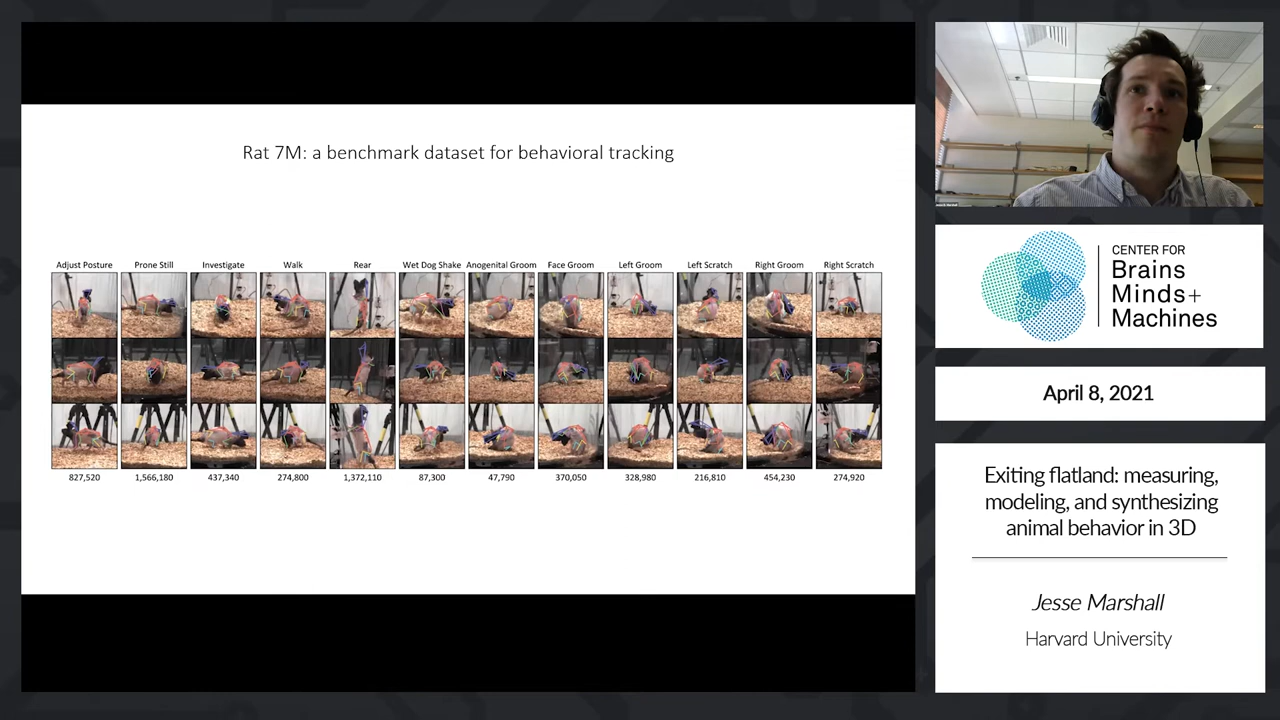 Rat 7M: a benchmark dataset for behavioral tracking
Adjust Posture Prone Still Investigate Walk Rear Wet Dog Shake Anogenital Groom Face Groom Left Groom Left Scratch Right Groom Right Scratch
827,520 1,566,180 437,340 274,800 1,372,110 87,300 47,790 370,050 328,980 216,810 454,230 274,920
CENTER FOR
Brains
Minds+
Machines
April 8, 2021
Exiting flatland: measuring,
modeling, and synthesizing
animal behavior in 3D
Jesse Marshall
Harvard University